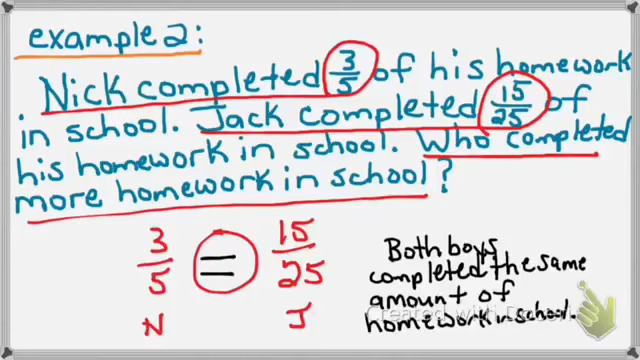 example 2:
Nick completed 3/5 of his homework
in school. Jack completed 15/25 of
his homework in school. Who completed
more homework in school?
3/5 = 15/25
N J
Both boys
completed the same
amount of
homework in school.
Created with